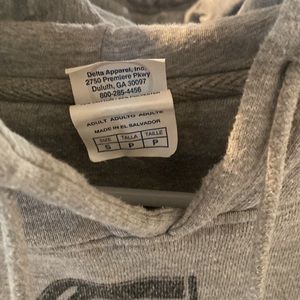 Delta Apparel, Inc.
2750 Premiere Pkwy
Duluth, GA 30097
800-285-4456
ADULT ADULTO ADULTE
MADE IN EL SALVADOR
SIZE TALLA TAILLE
S P P